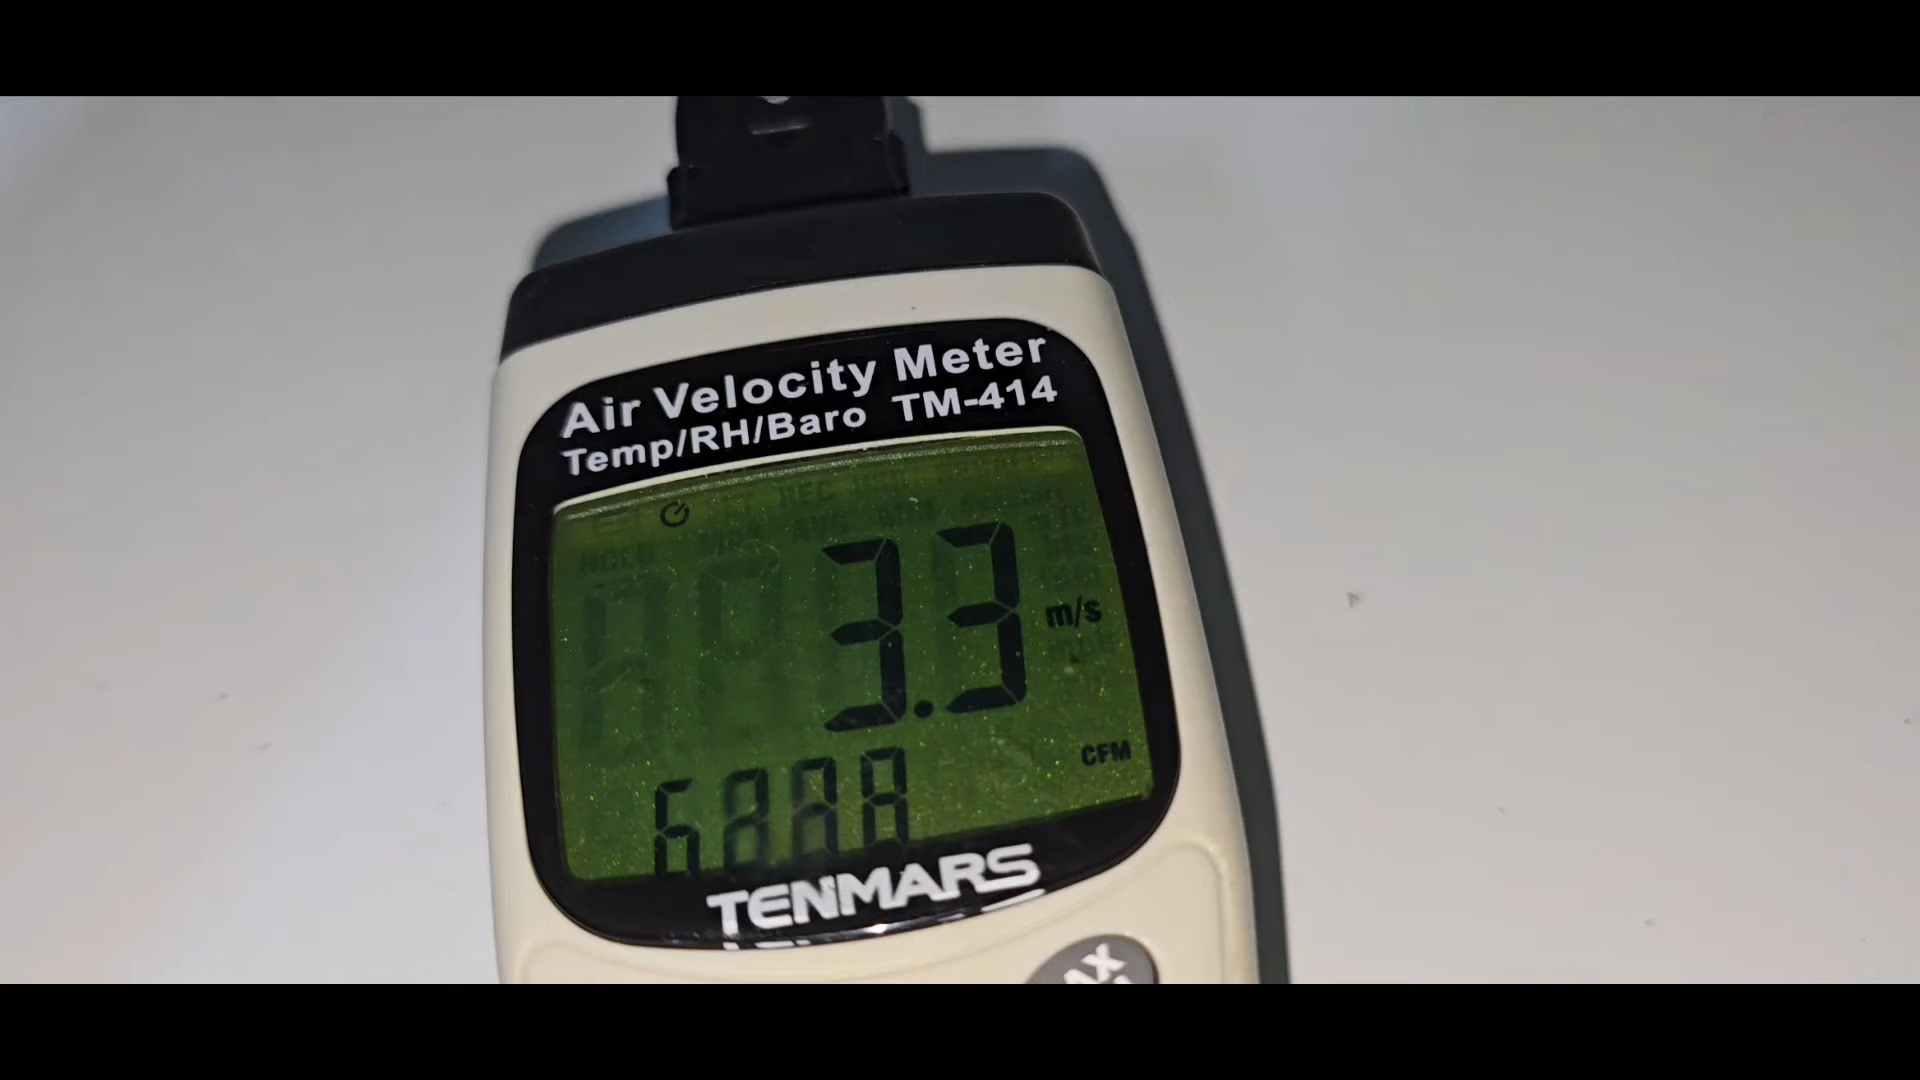 Air Velocity Meter
Temp/RH/Baro TM-414
3.3 m/s
CFM
TENMARS